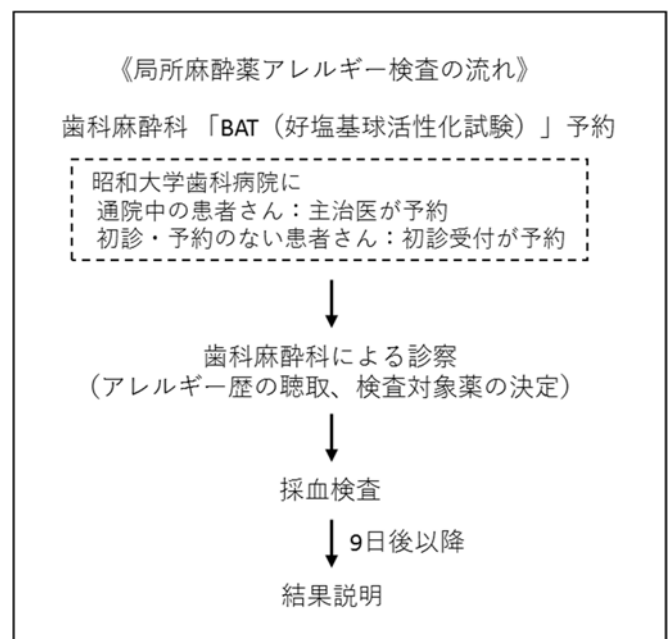 《局所麻酔薬アレルギー検査の流れ》
歯科麻酔科 「BAT（好塩基球活性化試験）」予約
昭和大学歯科病院に
通院中の患者さん：主治医が予約
初診・予約のない患者さん：初診受付が予約
歯科麻酔科による診察
（アレルギー歴の聴取、検査対象薬の決定）
採血検査
9日後以降
結果説明